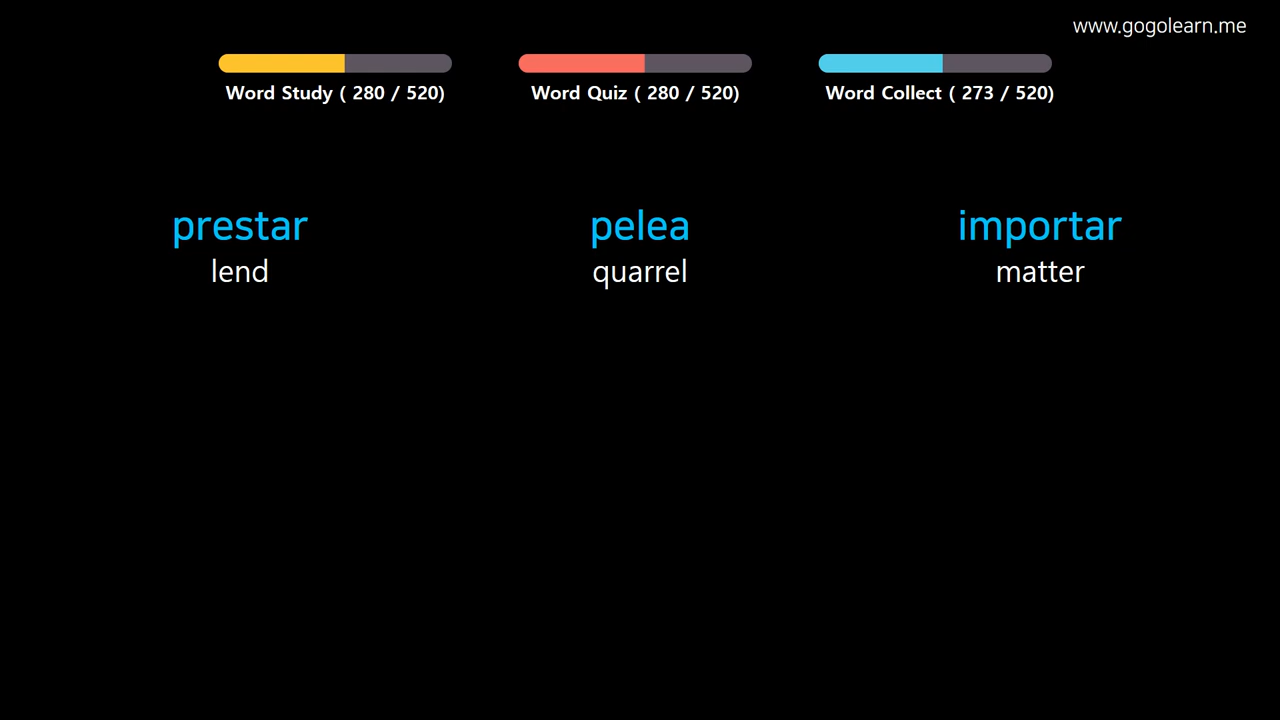 www.gogolearn.me
Word Study ( 280 / 520)
Word Quiz ( 280 / 520)
Word Collect ( 273 / 520)
prestar
lend
pelea
quarrel
importar
matter